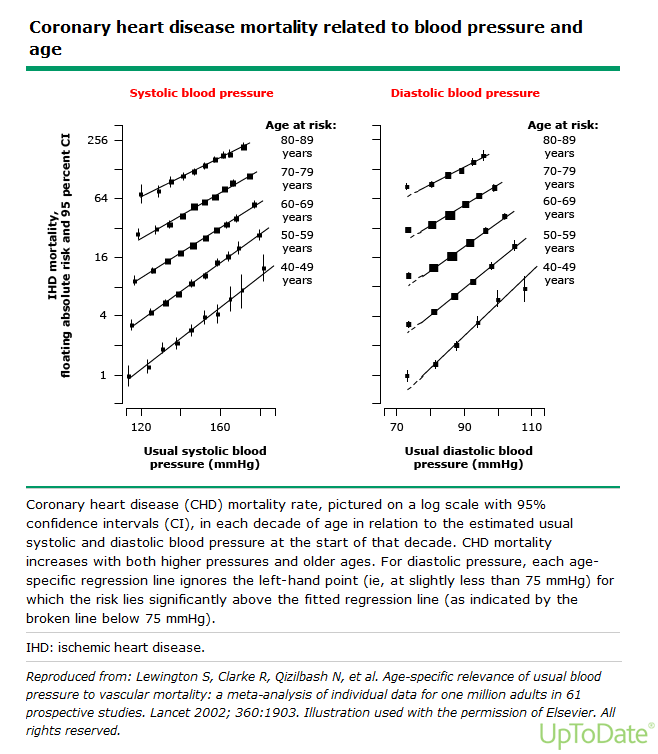 Coronary heart disease mortality related to blood pressure and
age
Systolic blood pressure
Diastolic blood pressure
IHD mortality,
floating absolute risk and 95 percent CI
256
64
16
4
1
Age at risk:
80-89
years
70-79
years
60-69
years
50-59
years
40-49
years
120
160
Usual systolic blood
pressure (mmHg)
Age at risk:
80-89
years
70-79
years
60-69
years
50-59
years
40-49
years
70
90
110
Usual diastolic blood
pressure (mmHg)
Coronary heart disease (CHD) mortality rate, pictured on a log scale with 95%
confidence intervals (CI), in each decade of age in relation to the estimated usual
systolic and diastolic blood pressure at the start of that decade. CHD mortality
increases with both higher pressures and older ages. For diastolic pressure, each age-
specific regression line ignores the left-hand point (ie, at slightly less than 75 mmHg) for
which the risk lies significantly above the fitted regression line (as indicated by the
broken line below 75 mmHg).
IHD: ischemic heart disease.
Reproduced from: Lewington S, Clarke R, Qizilbash N, et al. Age-specific relevance of usual blood
pressure to vascular mortality: a meta-analysis of individual data for one million adults in 61
prospective studies. Lancet 2002; 360:1903. Illustration used with the permission of Elsevier. All
rights reserved.
UpToDate®